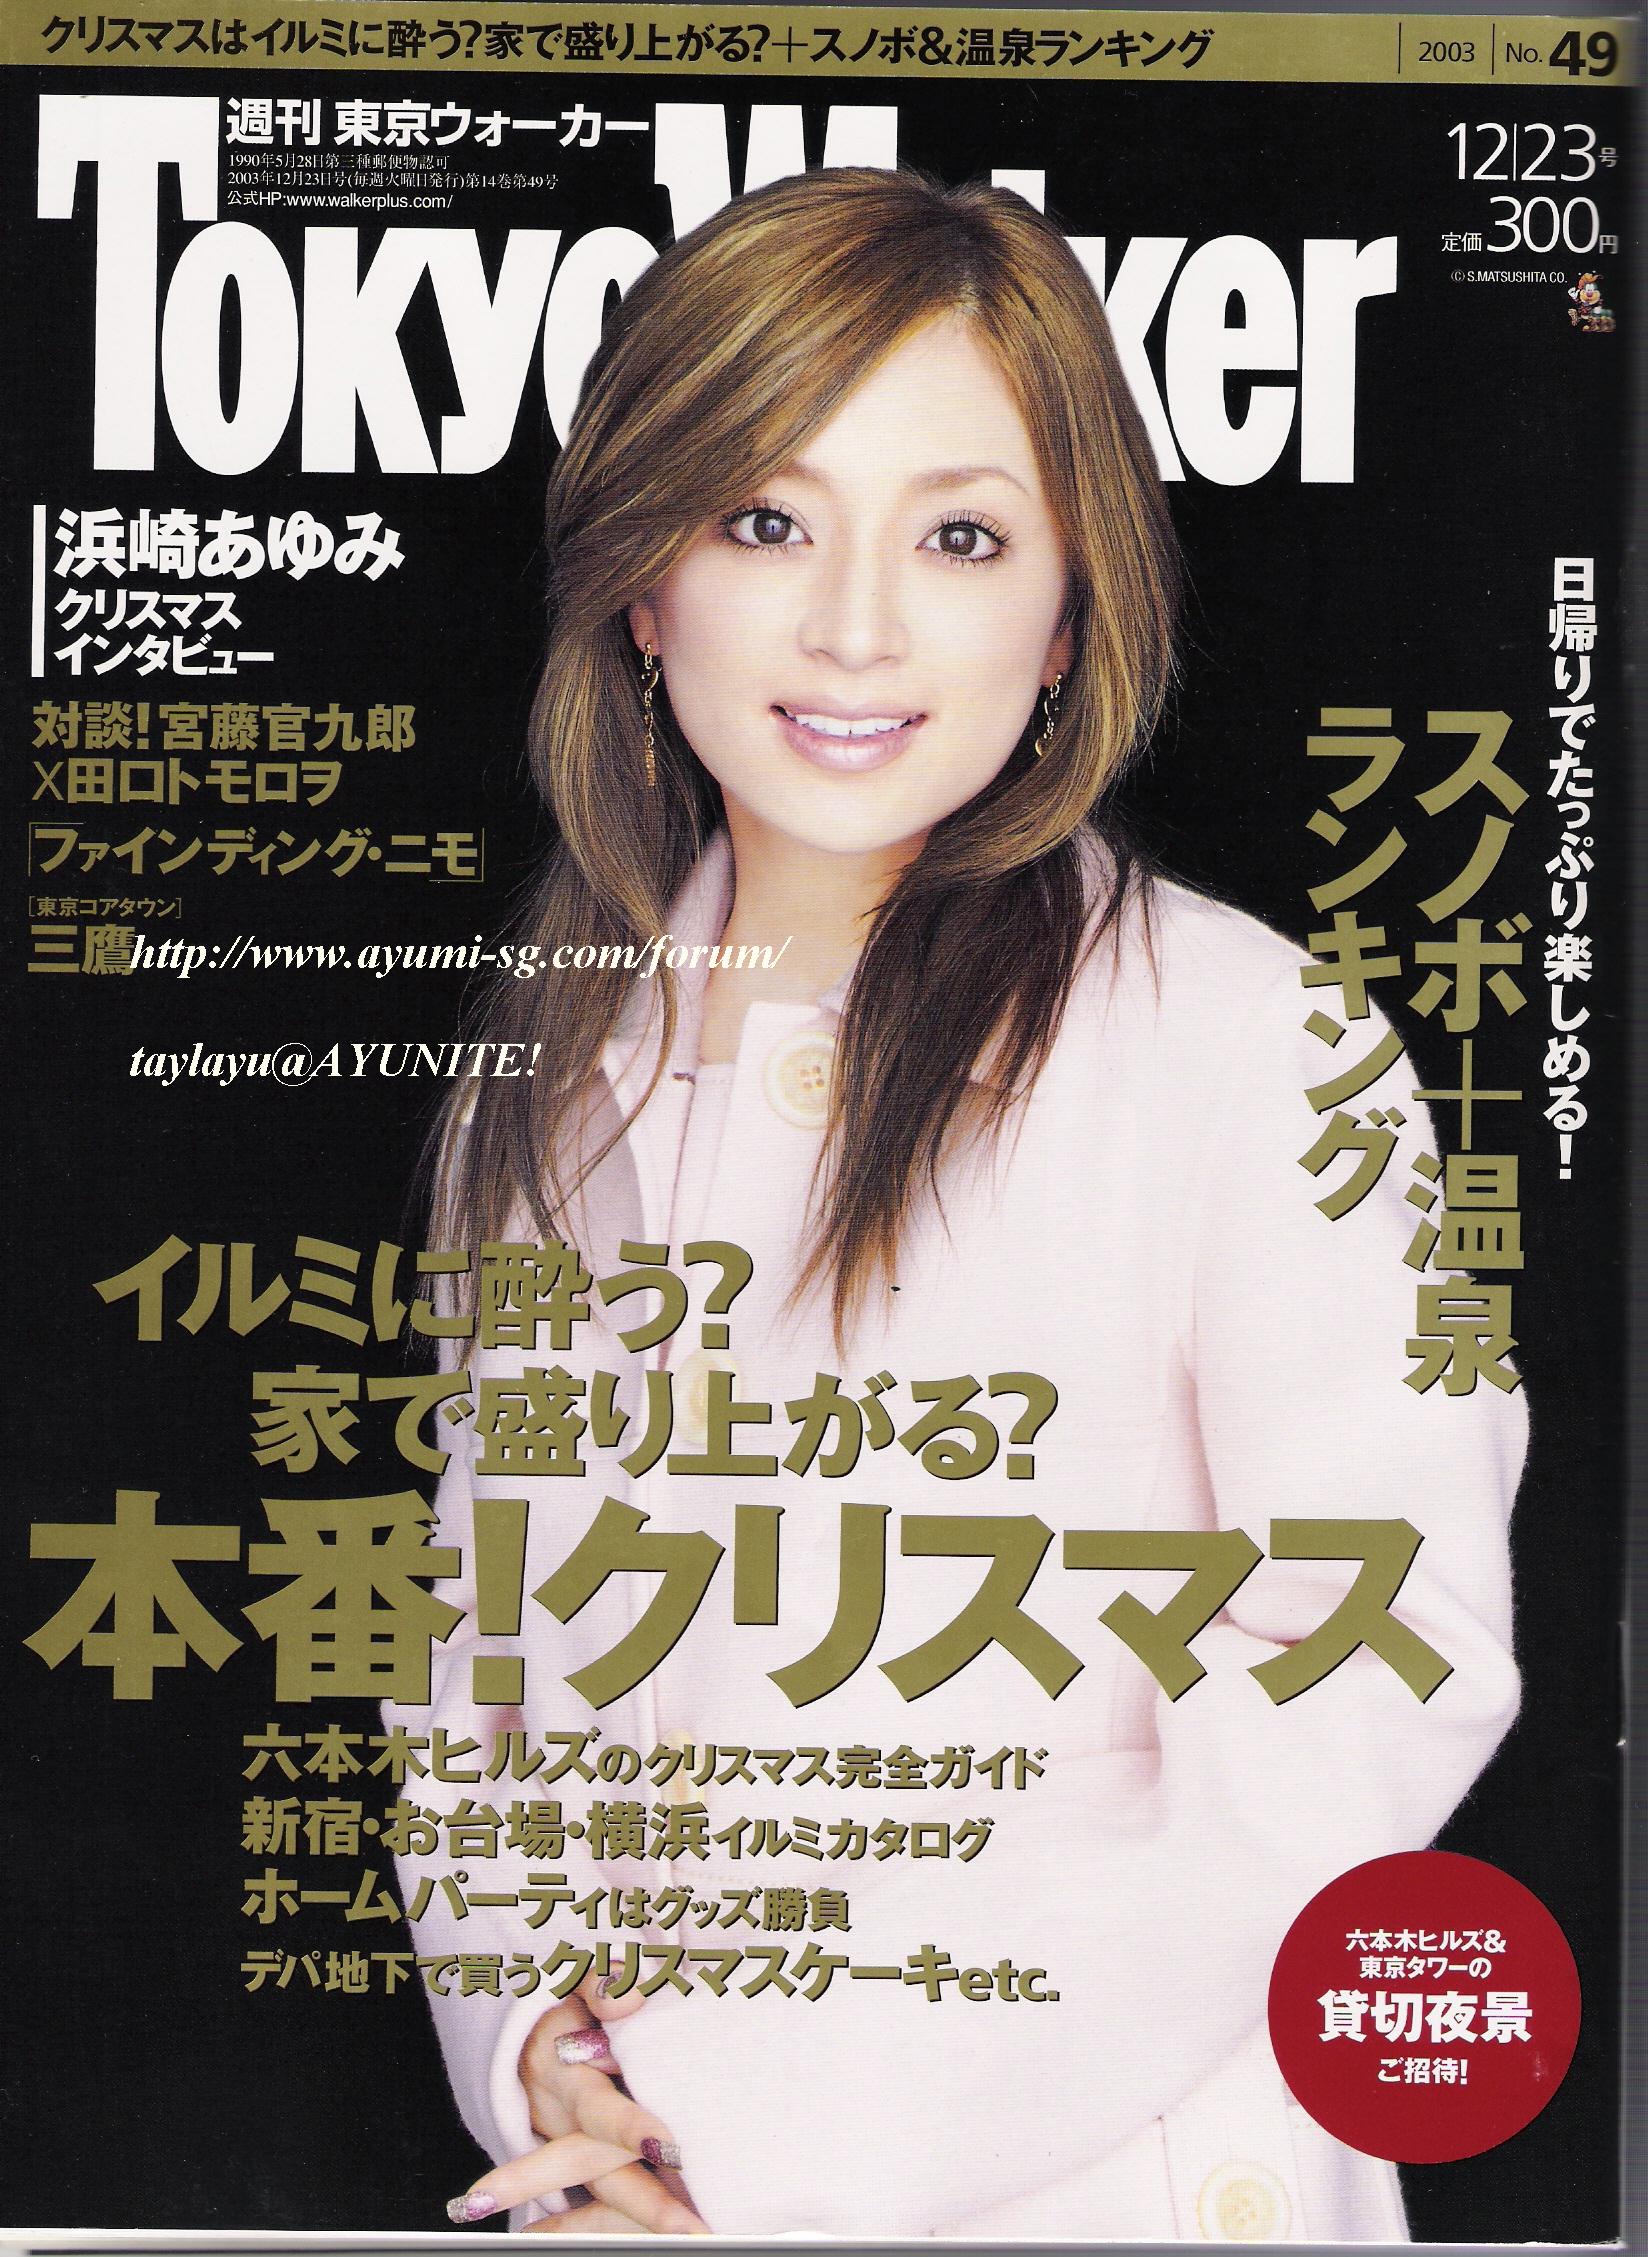 クリスマスはイルミに酔う?家で盛り上がる?+スノボ&温泉ランキング
2003 No.49
週刊 東京ウォーカー
1990年5月28日第三種郵便物認可
2003年12月23日号(毎週火曜日発行)第14巻第49号
公式HP:www.walkerplus.com/
TokyoWalker
12|23号
定価300円
(C) S.MATSUSHITA CO.
浜崎あゆみ
クリスマス
インタビュー
対談!宮藤官九郎
×田口トモロヲ
「ファインディング・ニモ」
[東京コアタウン]
三鷹
http://www.ayumi-sg.com/forum/
taylayu@AYUNITE!
日帰りでたっぷり楽しめる!
スノボ+温泉
ランキング
イルミに酔う?
家で盛り上がる?
本番!クリスマス
六本木ヒルズのクリスマス完全ガイド
新宿・お台場・横浜イルミカタログ
ホームパーティはグッズ勝負
デパ地下で買うクリスマスケーキetc.
六本木ヒルズ&
東京タワーの
貸切夜景
ご招待!